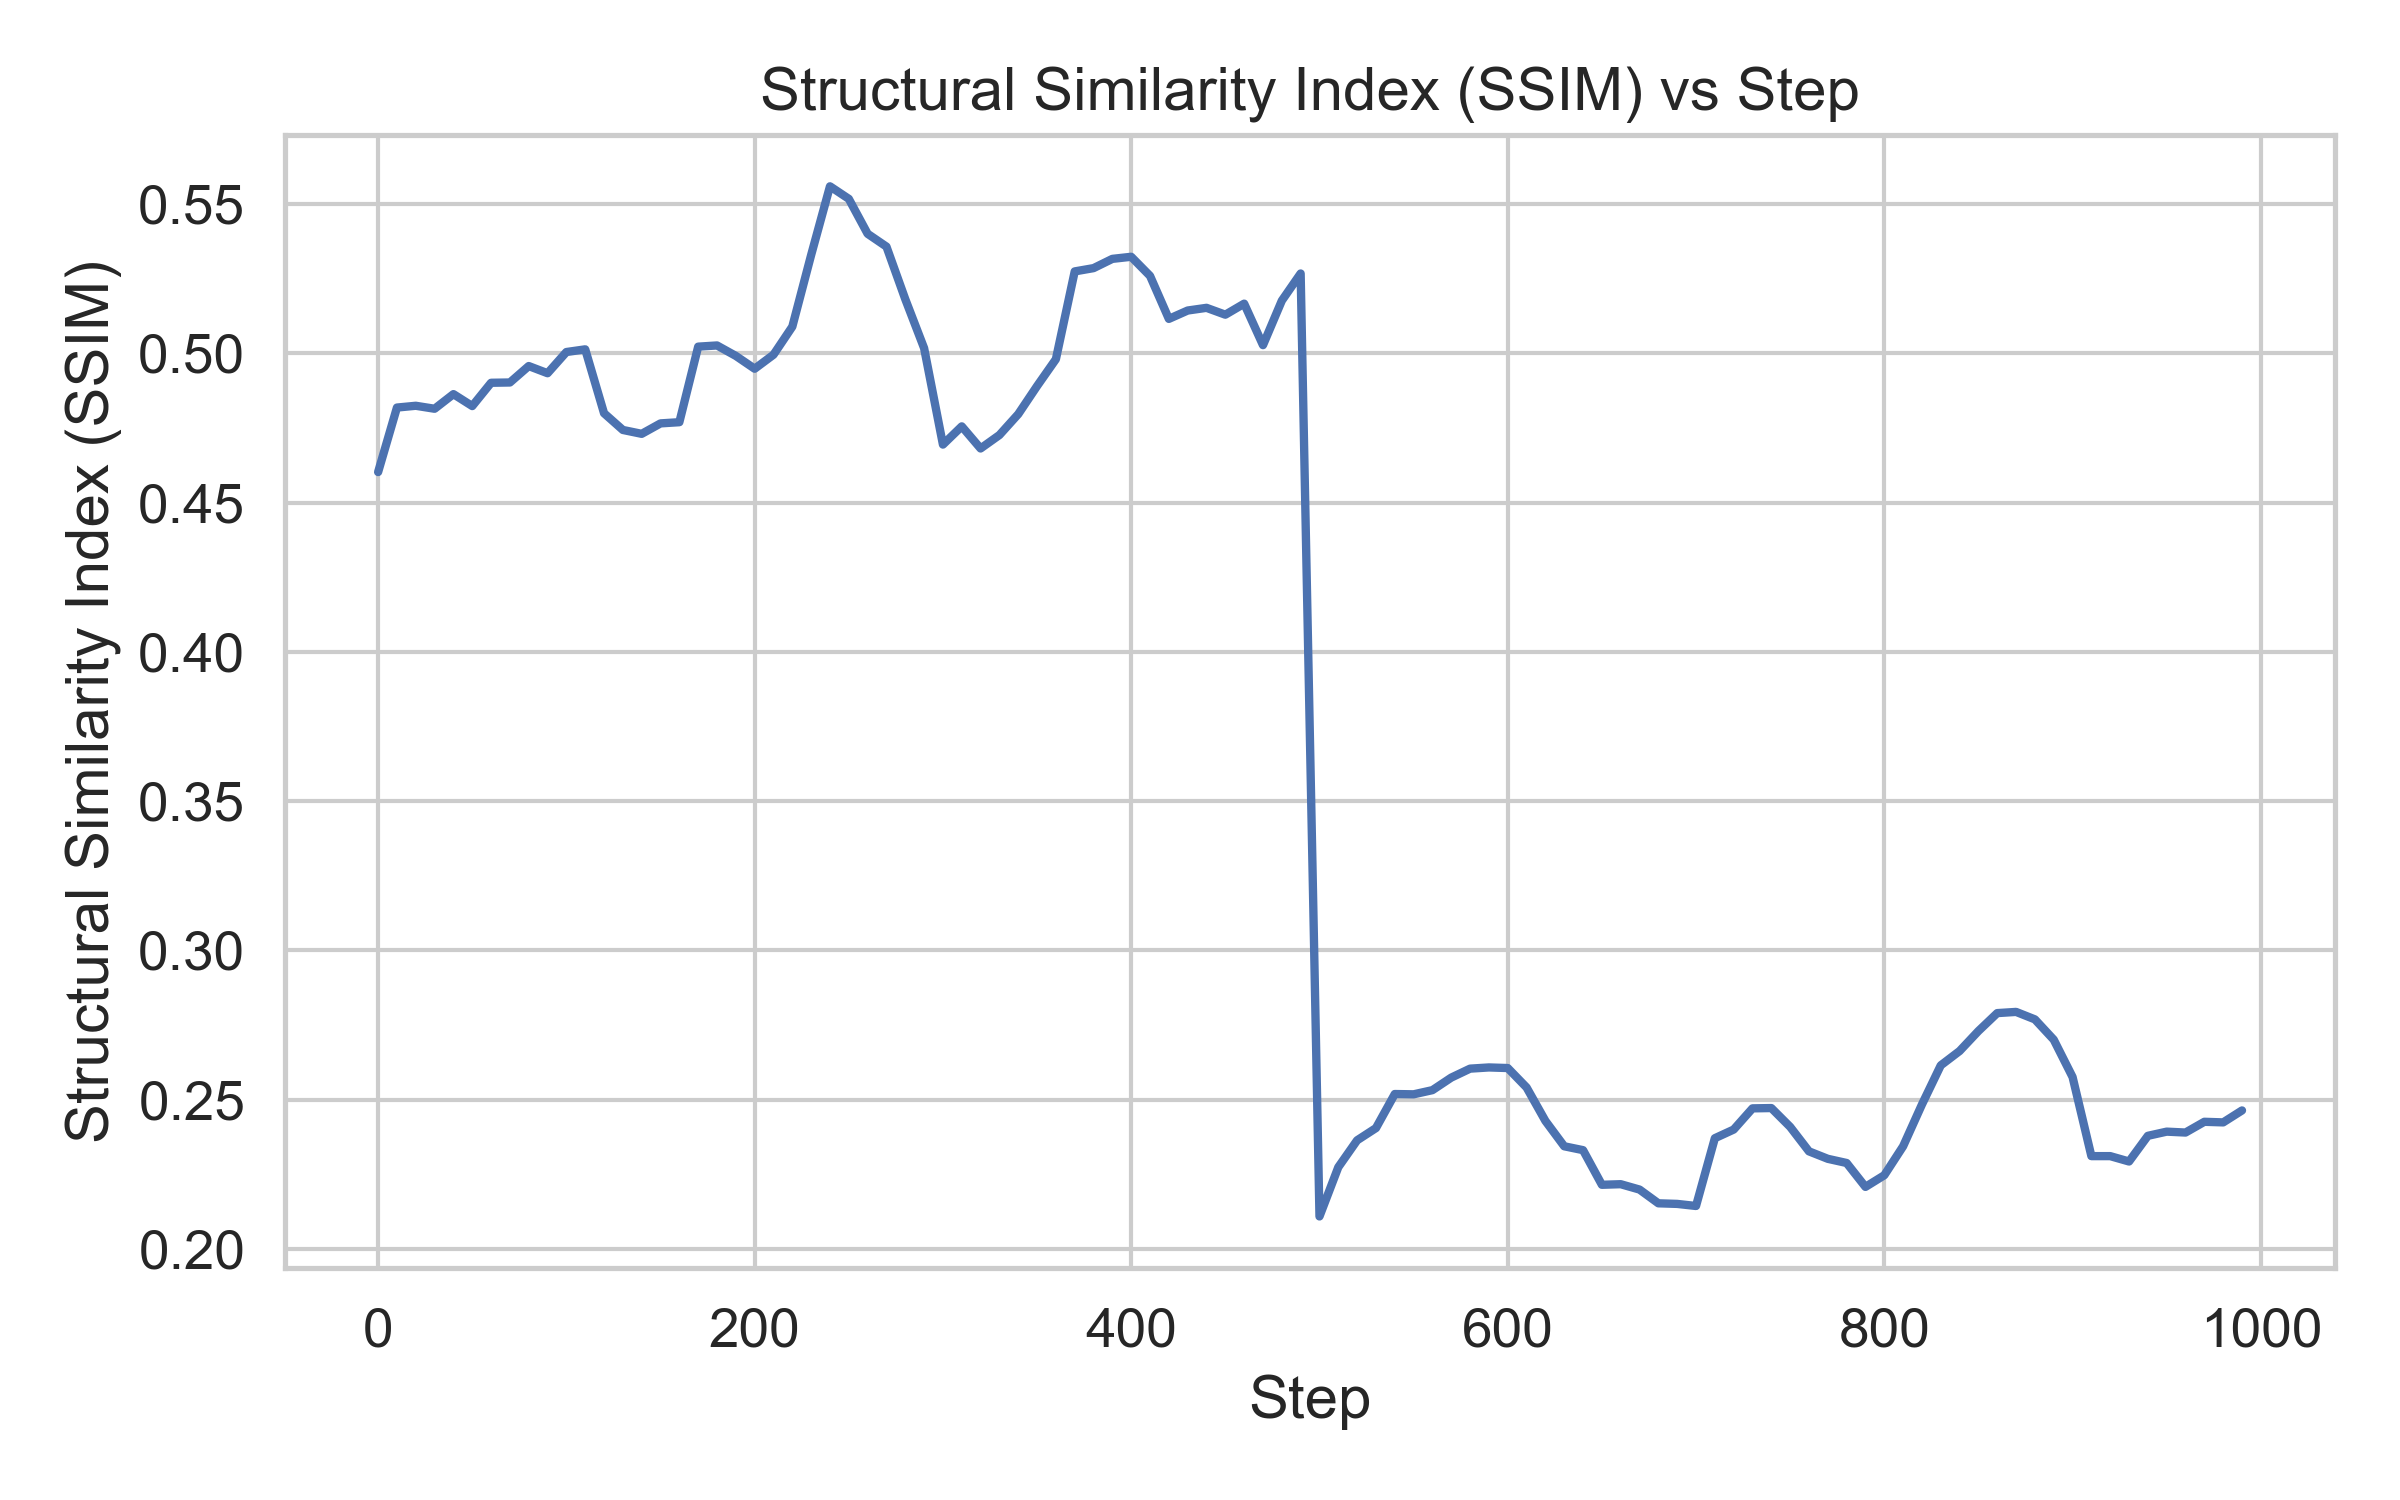 Structural Similarity Index (SSIM) vs Step
Structural Similarity Index (SSIM)
0.55
0.50
0.45
0.40
0.35
0.30
0.25
0.20
0 200 400 600 800 1000
Step